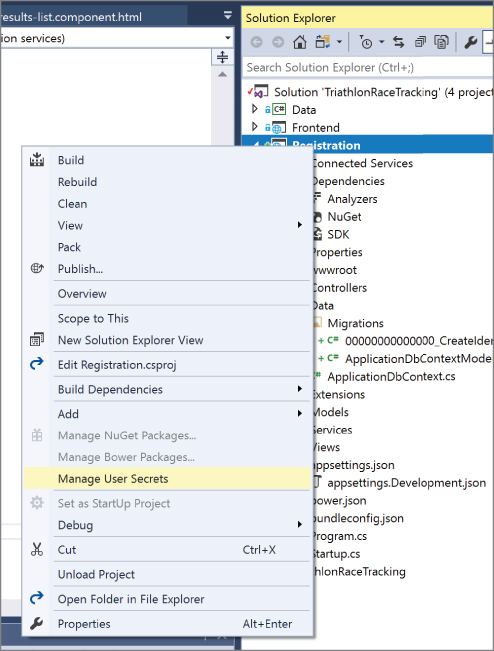 results-list.component.html
ion services)
Solution Explorer
Search Solution Explorer (Ctrl+;)
Solution 'TriathlonRaceTracking' (4 project
C# Data
Frontend
Registration
Connected Services
Dependencies
Analyzers
NuGet
SDK
Properties
wwwroot
Controllers
Data
Migrations
+ C# 00000000000000_CreateIden
+ C# ApplicationDbContextMode
C# ApplicationDbContext.cs
Extensions
Models
Services
Views
appsettings.json
appsettings.Development.json
bower.json
bundleconfig.json
Program.cs
Startup.cs
thlonRaceTracking
Build
Rebuild
Clean
View
Pack
Publish...
Overview
Scope to This
New Solution Explorer View
Edit Registration.csproj
Build Dependencies
Add
Manage NuGet Packages...
Manage Bower Packages...
Manage User Secrets
Set as StartUp Project
Debug
Cut Ctrl+X
Unload Project
Open Folder in File Explorer
Properties Alt+Enter